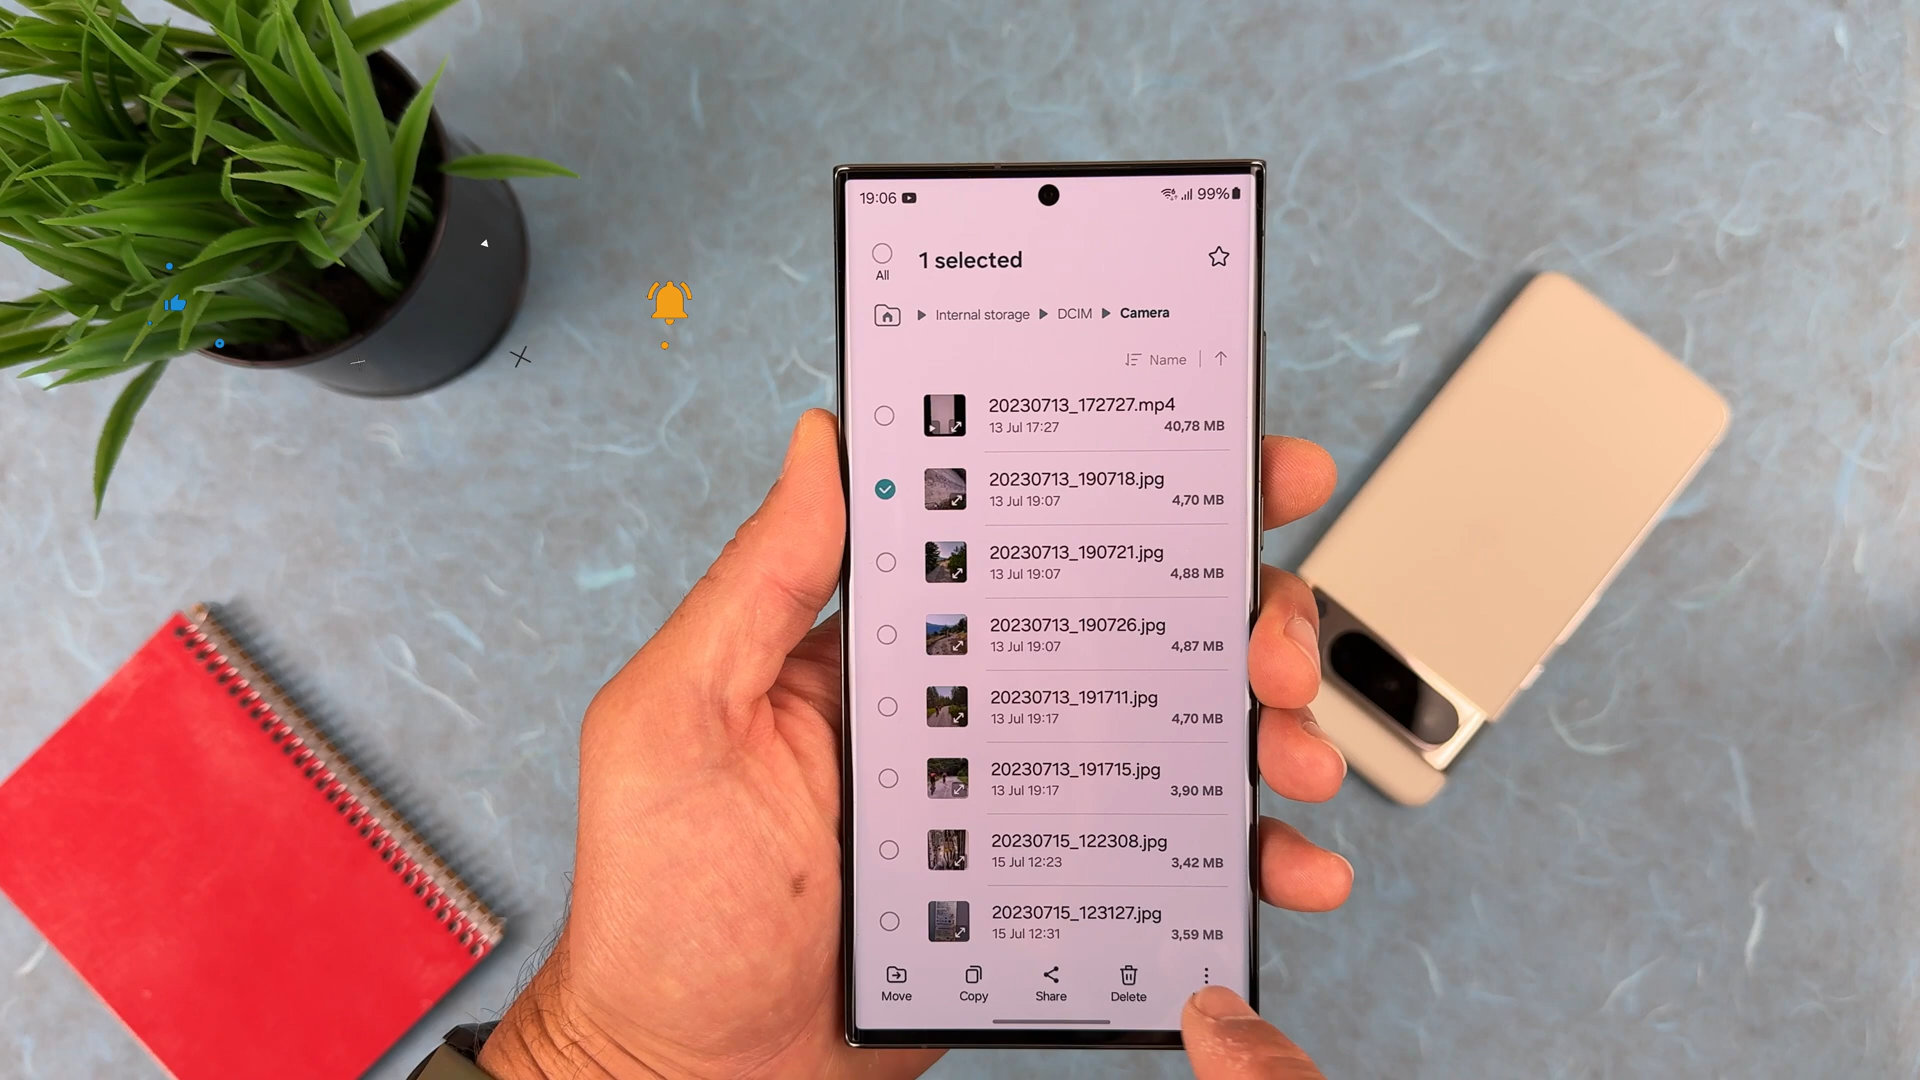 19:06 99%
All 1 selected
Internal storage DCIM Camera
Name
20230713_172727.mp4
13 Jul 17:27 40,78 MB
20230713_190718.jpg
13 Jul 19:07 4,70 MB
20230713_190721.jpg
13 Jul 19:07 4,88 MB
20230713_190726.jpg
13 Jul 19:07 4,87 MB
20230713_191711.jpg
13 Jul 19:17 4,70 MB
20230713_191715.jpg
13 Jul 19:17 3,90 MB
20230715_122308.jpg
15 Jul 12:23 3,42 MB
20230715_123127.jpg
15 Jul 12:31 3,59 MB
Move Copy Share Delete